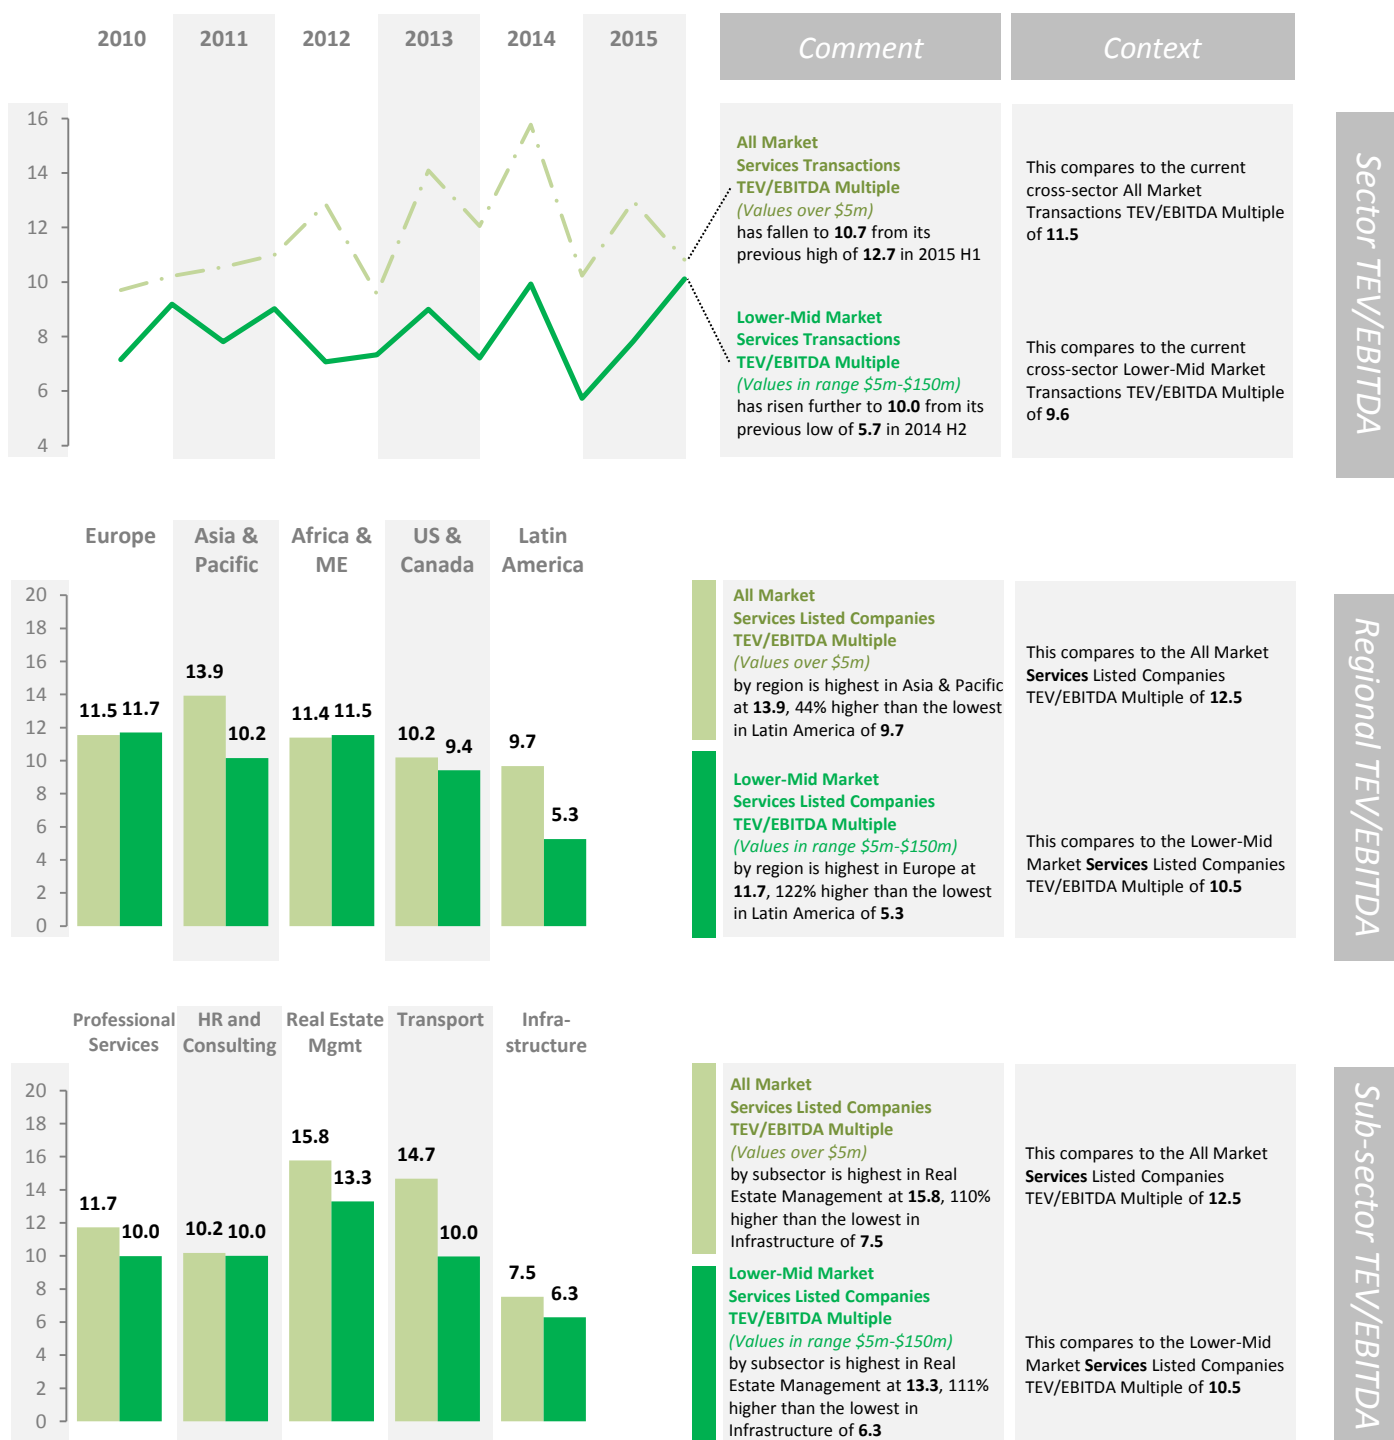 2010
2011
2012
2013
2014
2015
Comment
Context
16
14
12
10
8
6
4
All Market
Services Transactions
TEV/EBITDA Multiple
(Values over $5m)
has fallen to 10.7 from its
previous high of 12.7 in 2015 H1
Lower-Mid Market
Services Transactions
TEV/EBITDA Multiple
(Values in range $5m-$150m)
has risen further to 10.0 from its
previous low of 5.7 in 2014 H2
This compares to the current
cross-sector All Market
Transactions TEV/EBITDA Multiple
of 11.5
This compares to the current
cross-sector Lower-Mid Market
Transactions TEV/EBITDA Multiple
of 9.6
Sector TEV/EBITDA
Europe
Asia &
Pacific
Africa &
ME
US &
Canada
Latin
America
20
18
16
14
12
10
8
6
4
2
0
11.5
11.7
13.9
10.2
11.4
11.5
10.2
9.4
9.7
5.3
All Market
Services Listed Companies
TEV/EBITDA Multiple
(Values over $5m)
by region is highest in Asia & Pacific
at 13.9, 44% higher than the lowest
in Latin America of 9.7
Lower-Mid Market
Services Listed Companies
TEV/EBITDA Multiple
(Values in range $5m-$150m)
by region is highest in Europe at
11.7, 122% higher than the lowest
in Latin America of 5.3
This compares to the All Market
Services Listed Companies
TEV/EBITDA Multiple of 12.5
This compares to the Lower-Mid
Market Services Listed Companies
TEV/EBITDA Multiple of 10.5
Regional TEV/EBITDA
Professional
Services
HR and
Consulting
Real Estate
Mgmt
Transport
Infra-
structure
20
18
16
14
12
10
8
6
4
2
0
11.7
10.0
10.2
10.0
15.8
13.3
14.7
10.0
7.5
6.3
All Market
Services Listed Companies
TEV/EBITDA Multiple
(Values over $5m)
by subsector is highest in Real
Estate Management at 15.8, 110%
higher than the lowest in
Infrastructure of 7.5
Lower-Mid Market
Services Listed Companies
TEV/EBITDA Multiple
(Values in range $5m-$150m)
by subsector is highest in Real
Estate Management at 13.3, 111%
higher than the lowest in
Infrastructure of 6.3
This compares to the All Market
Services Listed Companies
TEV/EBITDA Multiple of 12.5
This compares to the Lower-Mid
Market Services Listed Companies
TEV/EBITDA Multiple of 10.5
Sub-sector TEV/EBITDA